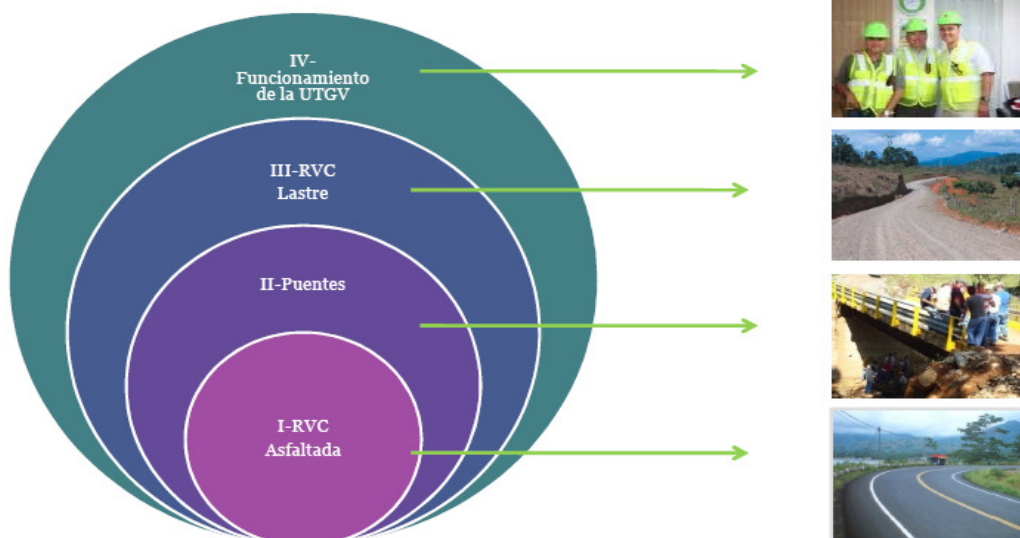 IV-
Funcionamiento
de la UTGV
III-RVC
Lastre
II-Puentes
I-RVC
Asfaltada